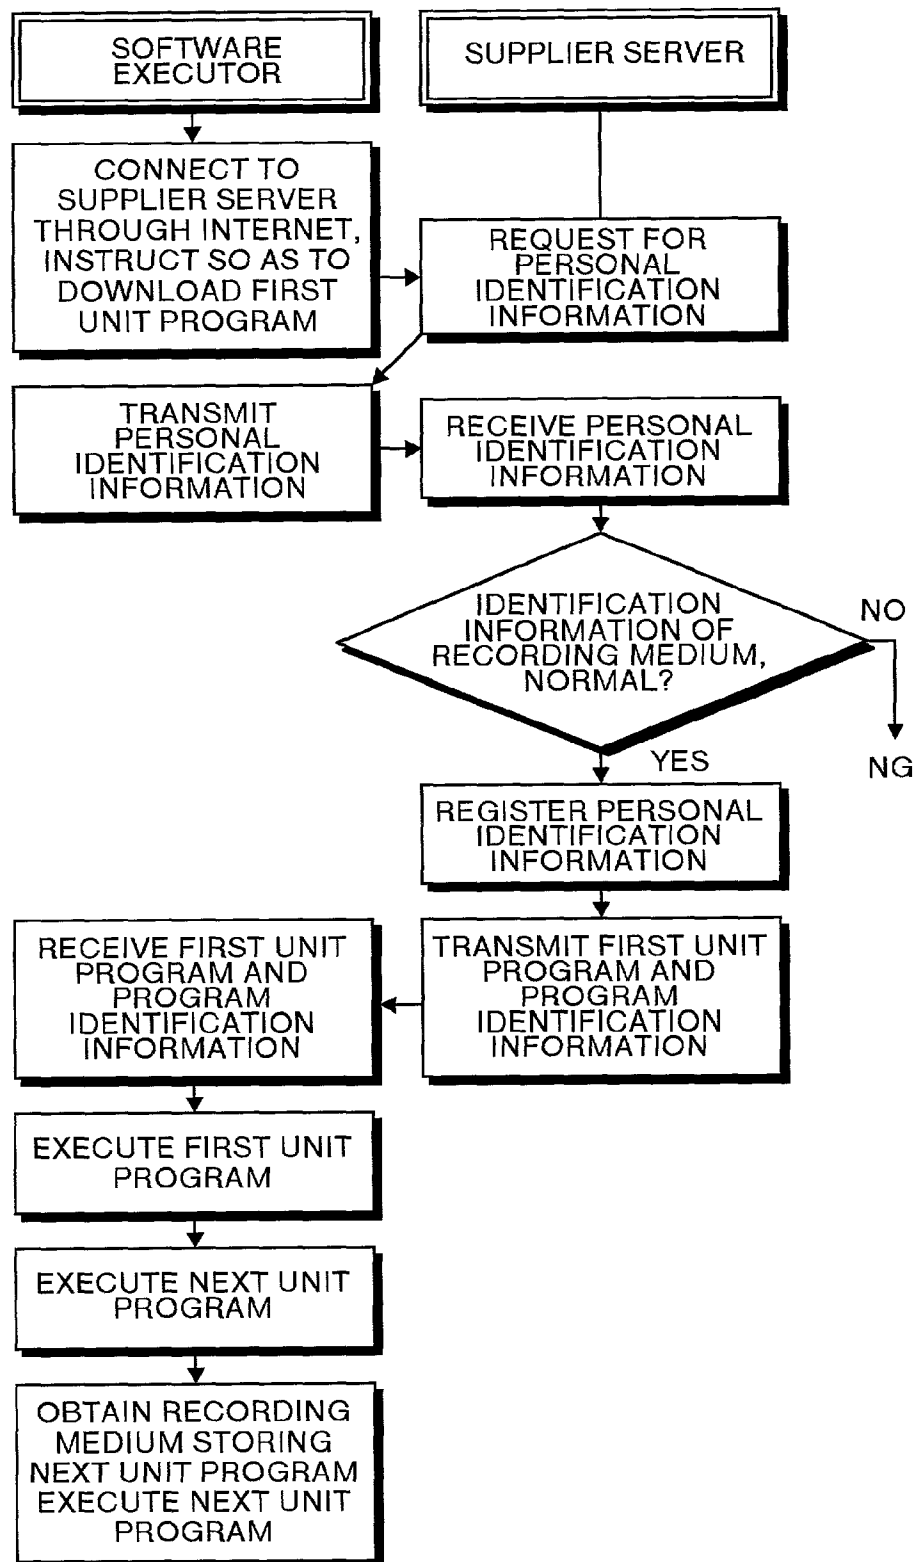 SOFTWARE
EXECUTOR
SUPPLIER SERVER
CONNECT TO
SUPPLIER SERVER
THROUGH INTERNET,
INSTRUCT SO AS TO
DOWNLOAD FIRST
UNIT PROGRAM
REQUEST FOR
PERSONAL
IDENTIFICATION
INFORMATION
TRANSMIT
PERSONAL
IDENTIFICATION
INFORMATION
RECEIVE PERSONAL
IDENTIFICATION
INFORMATION
IDENTIFICATION
INFORMATION OF
RECORDING MEDIUM,
NORMAL?
NO
NG
YES
REGISTER PERSONAL
IDENTIFICATION
INFORMATION
TRANSMIT FIRST UNIT
PROGRAM AND
PROGRAM
IDENTIFICATION
INFORMATION
RECEIVE FIRST UNIT
PROGRAM AND
PROGRAM
IDENTIFICATION
INFORMATION
EXECUTE FIRST UNIT
PROGRAM
EXECUTE NEXT UNIT
PROGRAM
OBTAIN RECORDING
MEDIUM STORING
NEXT UNIT PROGRAM
EXECUTE NEXT UNIT
PROGRAM